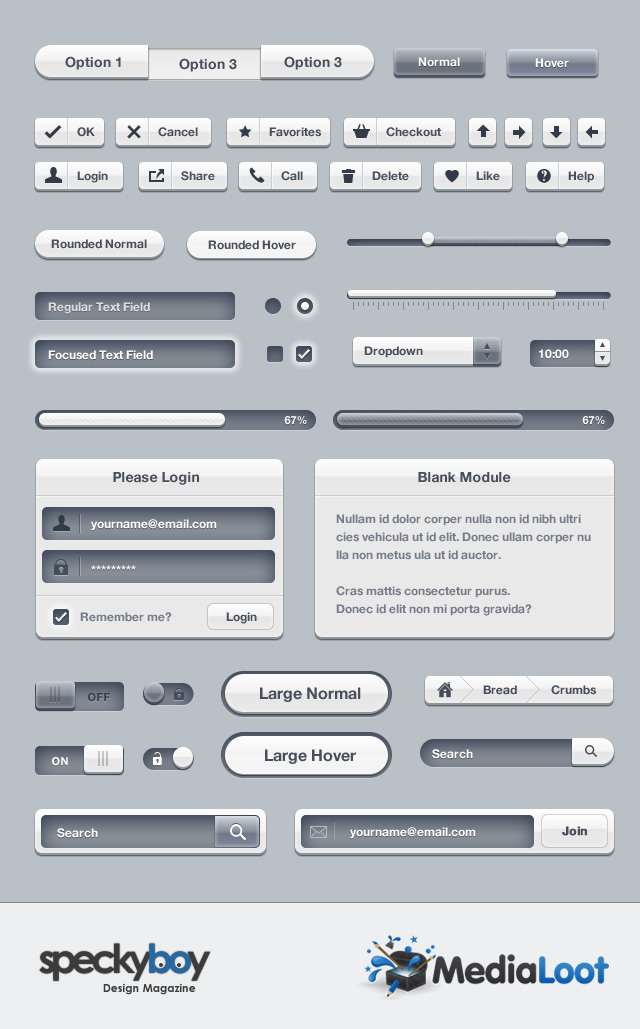 Option 1 Option 3 Option 3 Normal Hover
OK Cancel Favorites Checkout
Login Share Call Delete Like Help
Rounded Normal Rounded Hover
Regular Text Field
Focused Text Field Dropdown 10:00
67% 67%
Please Login Blank Module
yourname@email.com
*********
Remember me? Login
Nullam id dolor corper nulla non id nibh ultri
cies vehicula ut id elit. Donec ullam corper nu
lla non metus ula ut id auctor.
Cras mattis consectetur purus.
Donec id elit non mi porta gravida?
OFF Large Normal Bread Crumbs
ON Large Hover Search
Search yourname@email.com Join
speckyboy
Design Magazine
MediaLoot